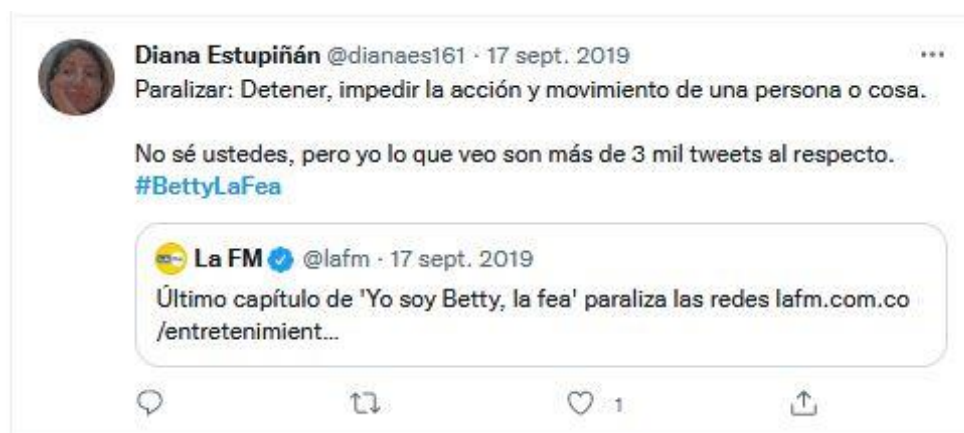 Diana Estupiñán @dianaes161 · 17 sept. 2019
Paralizar: Detener, impedir la acción y movimiento de una persona o cosa.
No sé ustedes, pero yo lo que veo son más de 3 mil tweets al respecto.
#BettyLaFea
La FM @lafm · 17 sept. 2019
Último capítulo de 'Yo soy Betty, la fea' paraliza las redes lafm.com.co
/entretenimient...
1